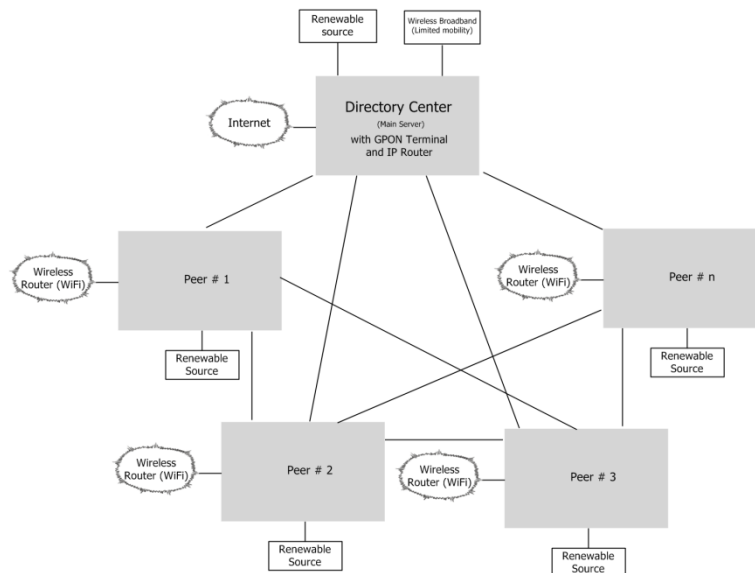 Renewable
source
Wireless Broadband
(Limited mobility)
Directory Center
(Main Server)
with GPON Terminal
and IP Router
Internet
Wireless
Router (WiFi)
Peer # 1
Renewable
Source
Wireless
Router (WiFi)
Peer # n
Renewable
Source
Wireless
Router (WiFi)
Peer # 2
Renewable
Source
Wireless
Router (WiFi)
Peer # 3
Renewable
Source